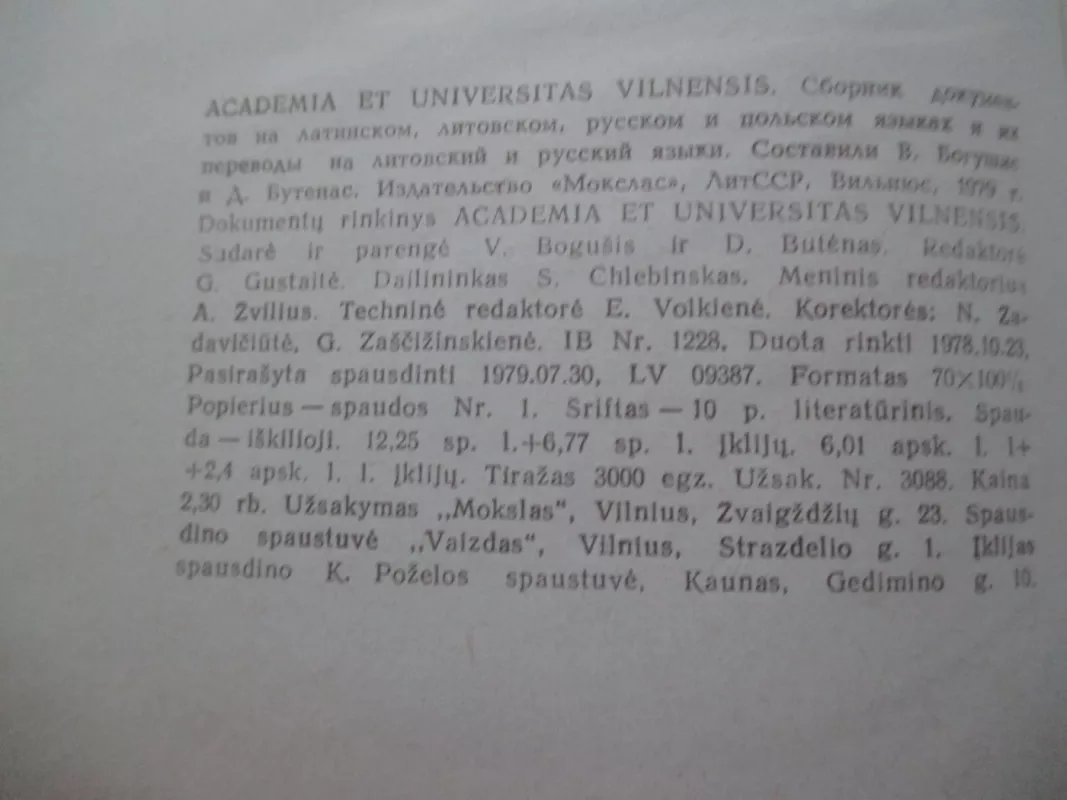 ACADEMIA ET UNIVERSITAS VILNENSIS. Сборник докумен-
тов на латинском, литовском, русском и польском языках и их
переводы на литовский и русский языки. Составили В. Богушис
и Д. Бутенас. Издательство «Мокслас», ЛитССР, Вильнюс, 1979 г.
Dokumentų rinkinys ACADEMIA ET UNIVERSITAS VILNENSIS.
Sudarė ir parengė V. Bogušis ir D. Butėnas. Redaktorė
G. Gustaitė. Dailininkas S. Chlebinskas. Meninis redaktorius
A. Žvilius. Techninė redaktorė E. Volkienė. Korektorės: N. Za-
davičiūtė, G. Zaščižinskienė. IB Nr. 1228. Duota rinkti 1978.10.23.
Pasirašyta spausdinti 1979.07.30. LV 09387. Formatas
Popierius — spaudos Nr. 1. Šriftas — 10 p. literatūrinis. Spau-
da — iškilioji. 12,25 sp. l.+6,77 sp. l. Įklijų. 6,01 apsk. l. l+
+2,4 apsk. l. l. Įklijų. Tiražas 3000 egz. Užsak. Nr. 3088. Kaina
2,30 rb. Užsakymas „Mokslas“, Vilnius, Žvaigždžių g. 23. Spaus-
dino spaustuvė „Vaizdas“, Vilnius, Strazdelio g. 1. Įklijas
spausdino K. Poželos spaustuvė, Kaunas, Gedimino g. 10.